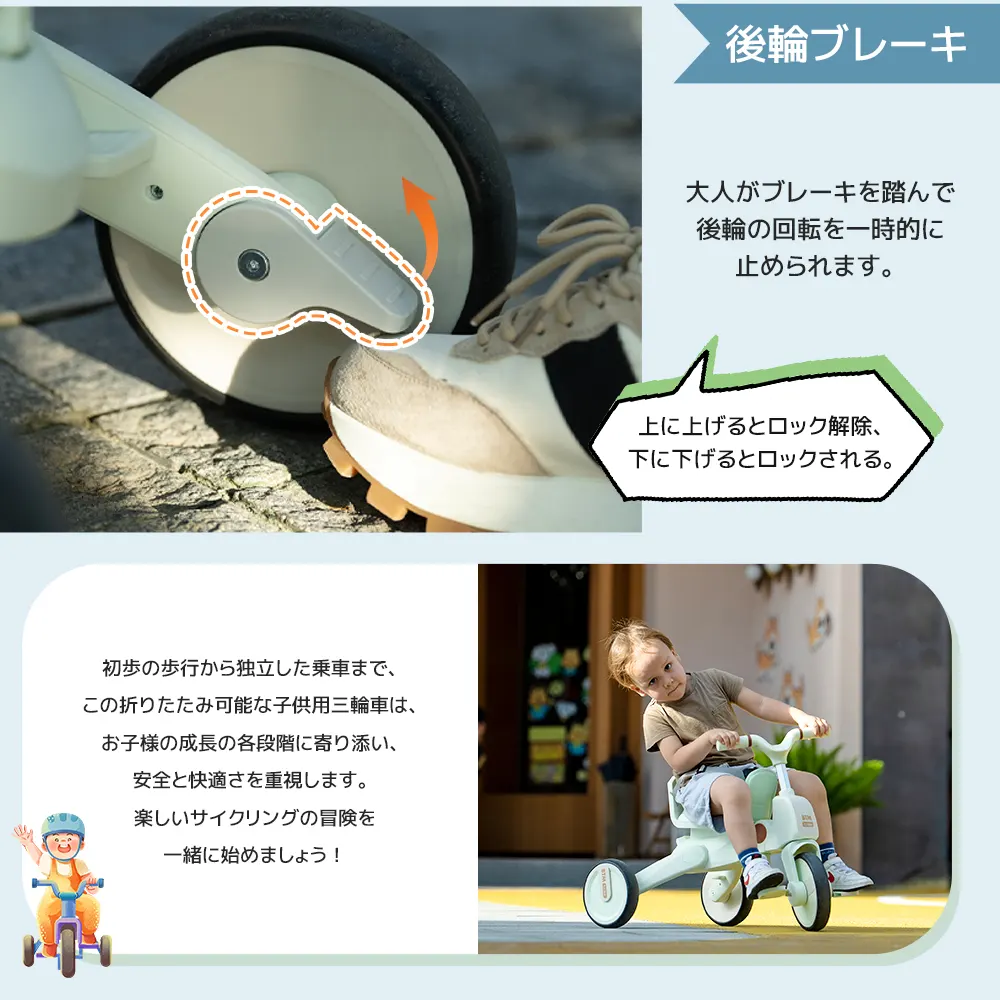 後輪ブレーキ
大人がブレーキを踏んで
後輪の回転を一時的に
止められます。
上に上げるとロック解除、
下に下げるとロックされる。
初歩の歩行から独立した乗車まで、
この折りたたみ可能な子供用三輪車は、
お子様の成長の各段階に寄り添い、
安全と快適さを重視します。
楽しいサイクリングの冒険を
一緒に始めましょう！